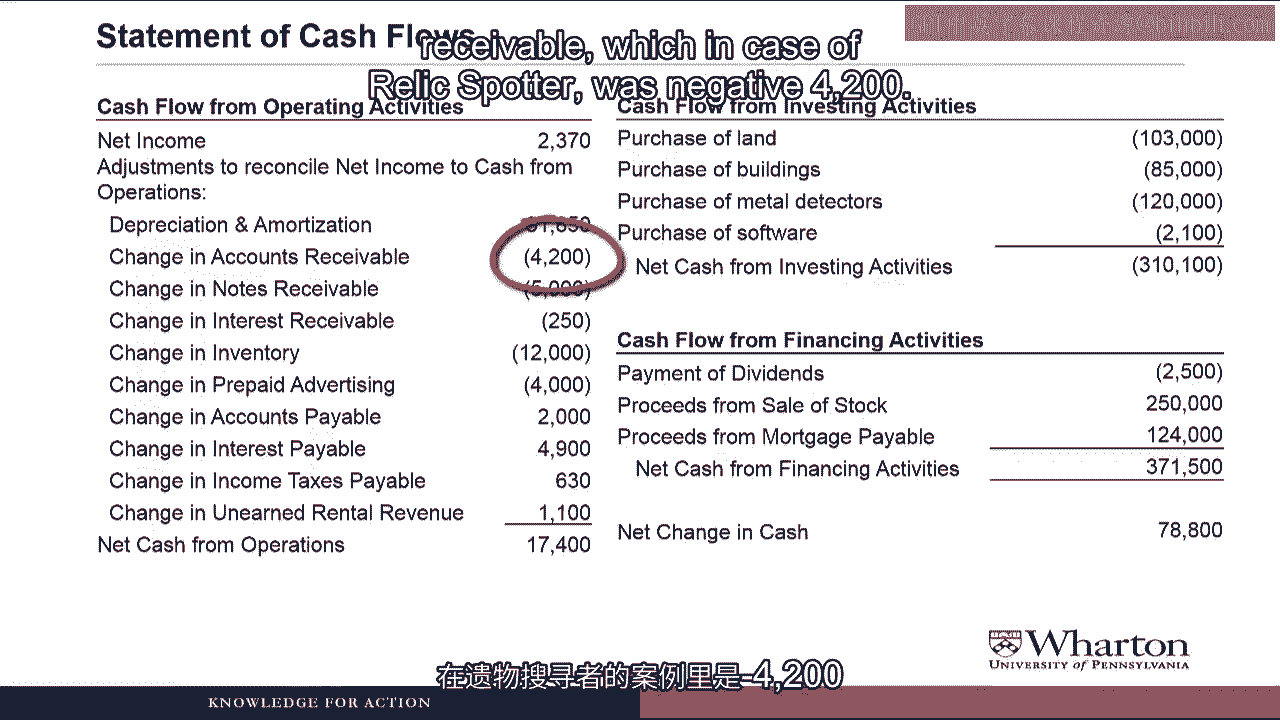 Statement of Cash Flows
receivable, which in case of
Relic Spotter, was negative 4,200.
Cash Flow from Operating Activities
Net Income 2,370
Adjustments to reconcile Net Income to Cash from
Operations:
Depreciation & Amortization 31,850
Change in Accounts Receivable (4,200)
Change in Notes Receivable (5,000)
Change in Interest Receivable (250)
Change in Inventory (12,000)
Change in Prepaid Advertising (4,000)
Change in Accounts Payable 2,000
Change in Interest Payable 4,900
Change in Income Taxes Payable 630
Change in Unearned Rental Revenue 1,100
Net Cash from Operations 17,400
Cash Flow from Investing Activities
Purchase of land (103,000)
Purchase of buildings (85,000)
Purchase of metal detectors (120,000)
Purchase of software (2,100)
Net Cash from Investing Activities (310,100)
Cash Flow from Financing Activities
Payment of Dividends (2,500)
Proceeds from Sale of Stock 250,000
Proceeds from Mortgage Payable 124,000
Net Cash from Financing Activities 371,500
Net Change in Cash 78,800
Wharton
UNIVERSITY of PENNSYLVANIA
在遗物搜寻者的案例里是-4,200
KNOWLEDGE FOR ACTION